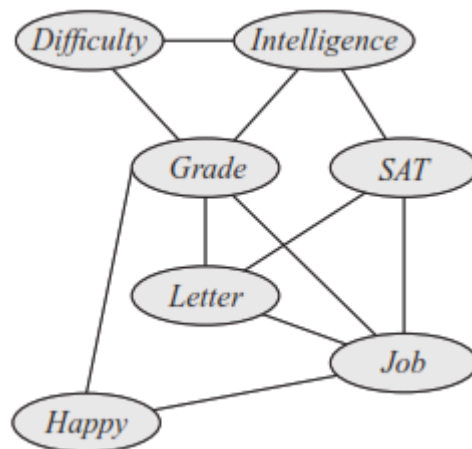 Difficulty
Intelligence
Grade
SAT
Letter
Job
Happy